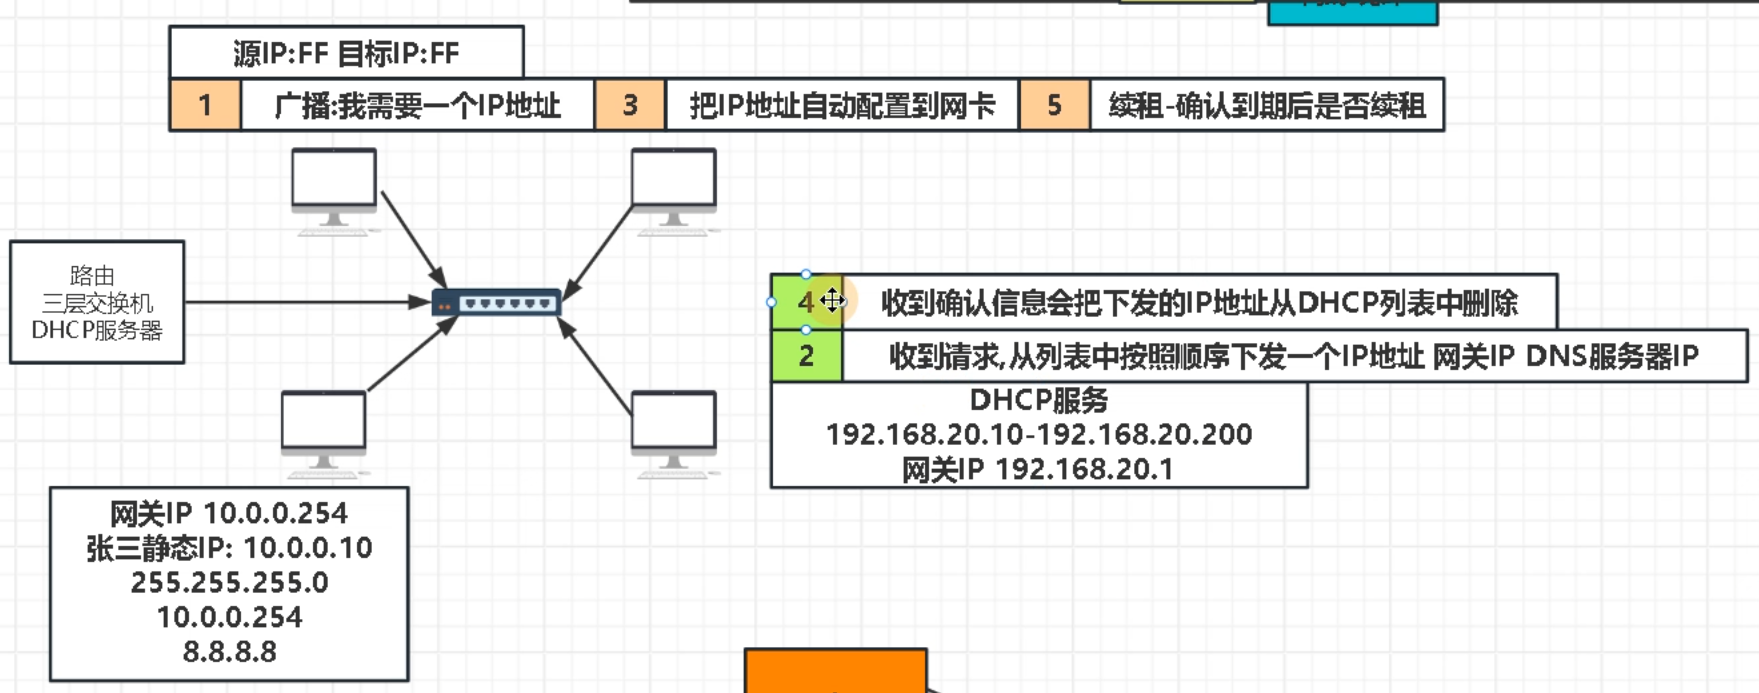 源IP:FF 目标IP:FF
1 广播:我需要一个IP地址 3 把IP地址自动配置到网卡 5 续租-确认到期后是否续租
路由
三层交换机
DHCP服务器
4 收到确认信息会把下发的IP地址从DHCP列表中删除
2 收到请求,从列表中按照顺序下发一个IP地址 网关IP DNS服务器IP
DHCP服务
192.168.20.10-192.168.20.200
网关IP 192.168.20.1
网关IP 10.0.0.254
张三静态IP: 10.0.0.10
255.255.255.0
10.0.0.254
8.8.8.8